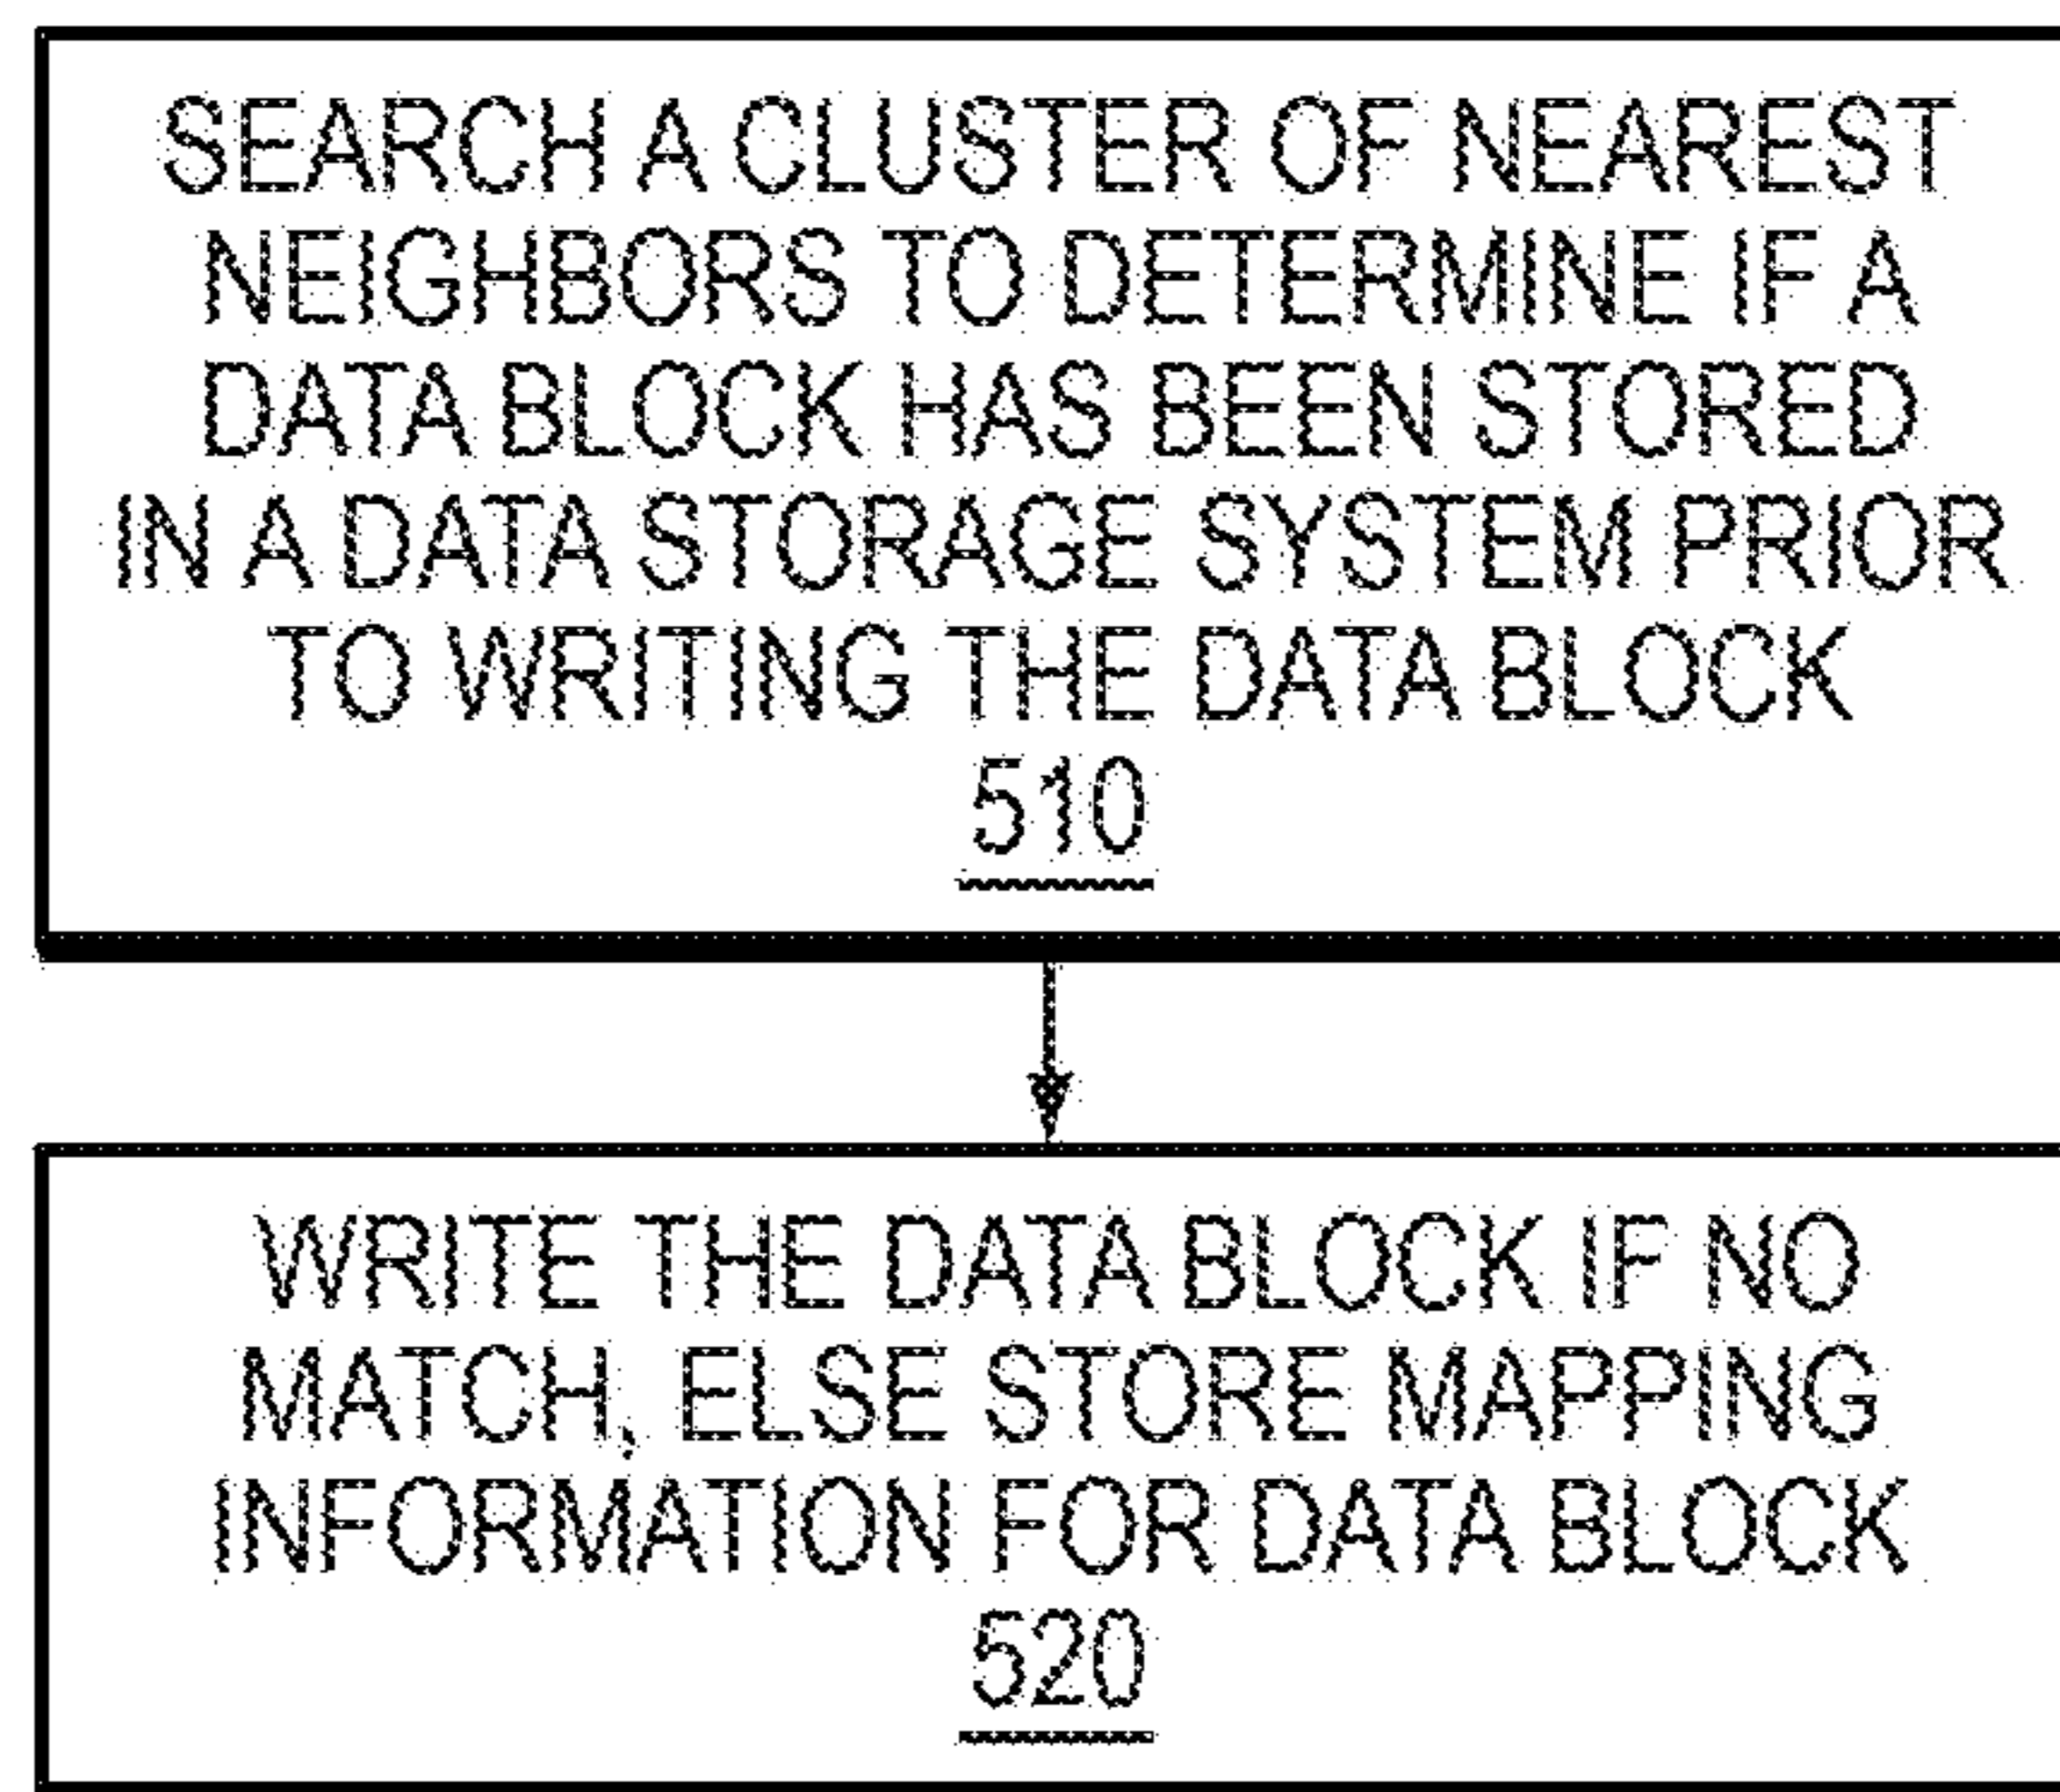 SEARCH A CLUSTER OF NEAREST
NEIGHBORS TO DETERMINE IF A
DATA BLOCK HAS BEEN STORED
IN A DATA STORAGE SYSTEM PRIOR
TO WRITING THE DATA BLOCK
510
WRITE THE DATA BLOCK IF NO
MATCH, ELSE STORE MAPPING
INFORMATION FOR DATA BLOCK
520